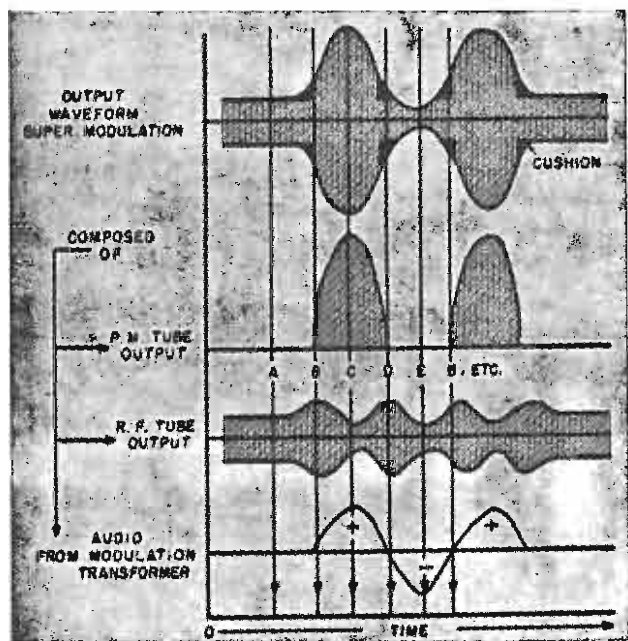 OUTPUT
WAVEFORM
SUPER MODULATION
CUSHION
COMPOSED
OF
P. M. TUBE
OUTPUT
A B C D E B, ETC.
R. F. TUBE
OUTPUT
+
+
−
AUDIO
FROM MODULATION
TRANSFORMER
O
TIME